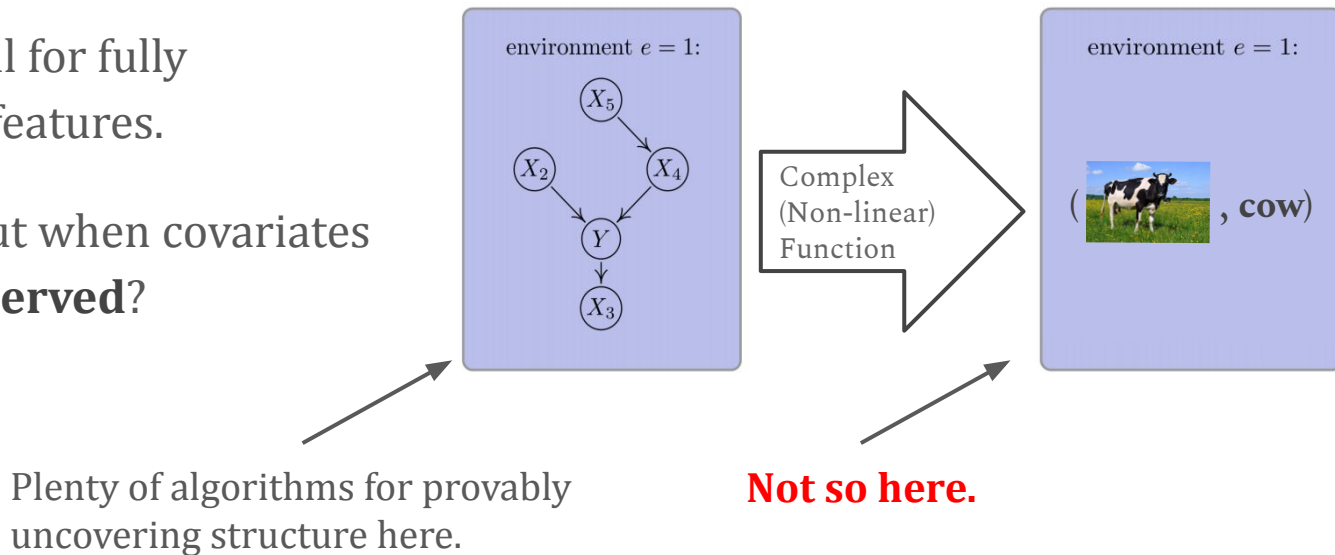 l for fully
features.
ut when covariates
erved?
environment e = 1:
X₅
X₂
X₄
Y
X₃
Complex
(Non-linear)
Function
environment e = 1:
( , cow)
Plenty of algorithms for provably
uncovering structure here.
Not so here.